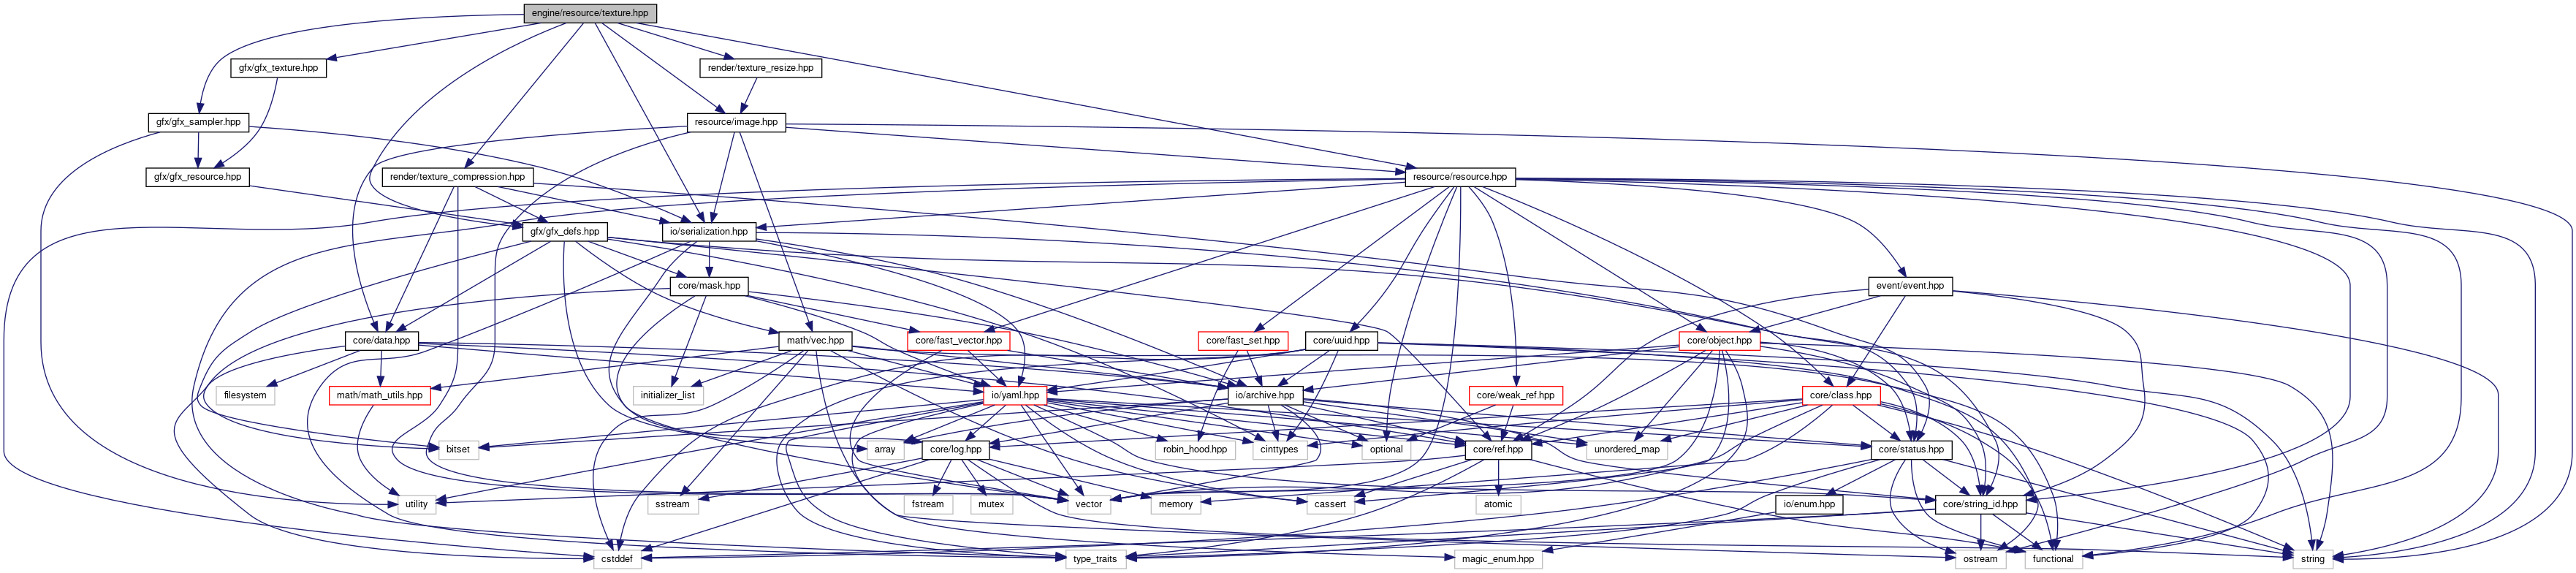 engine/resource/texture.hpp
gfx/gfx_texture.hpp
render/texture_resize.hpp
gfx/gfx_sampler.hpp
resource/image.hpp
gfx/gfx_resource.hpp
render/texture_compression.hpp
resource/resource.hpp
gfx/gfx_defs.hpp
io/serialization.hpp
core/mask.hpp
event/event.hpp
core/data.hpp
math/vec.hpp
core/fast_vector.hpp
core/fast_set.hpp
core/uuid.hpp
core/object.hpp
filesystem
math/math_utils.hpp
initializer_list
io/yaml.hpp
io/archive.hpp
core/weak_ref.hpp
core/class.hpp
bitset
array
core/log.hpp
robin_hood.hpp
cinttypes
optional
core/ref.hpp
unordered_map
core/status.hpp
utility
sstream
fstream
mutex
vector
memory
cassert
atomic
io/enum.hpp
core/string_id.hpp
cstddef
type_traits
magic_enum.hpp
ostream
functional
string